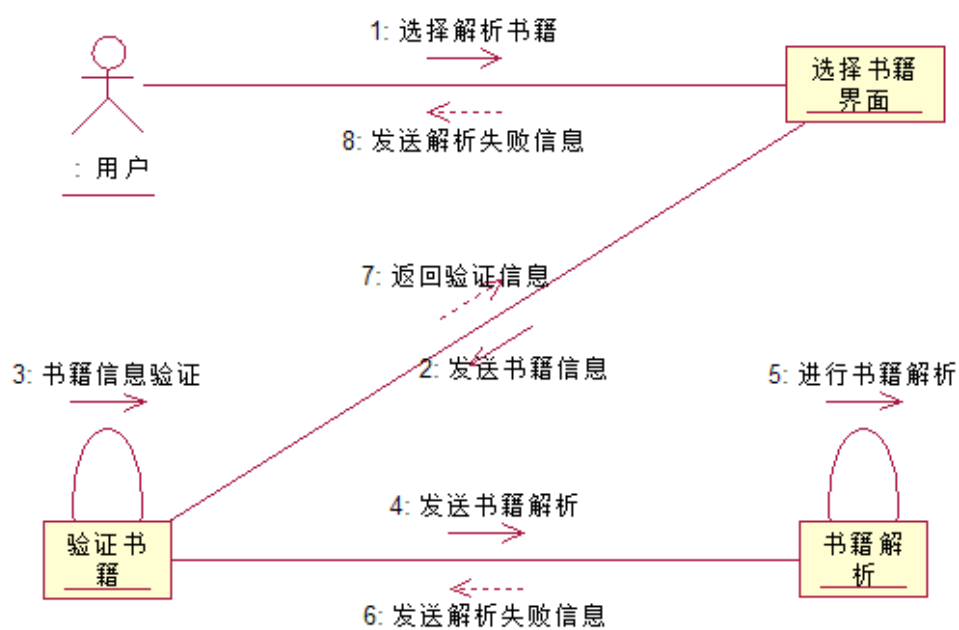 1: 选择解析书籍
选择书籍
界面
8: 发送解析失败信息
: 用户
7: 返回验证信息
2: 发送书籍信息
3: 书籍信息验证
5: 进行书籍解析
4: 发送书籍解析
验证书
籍
书籍解
析
6: 发送解析失败信息